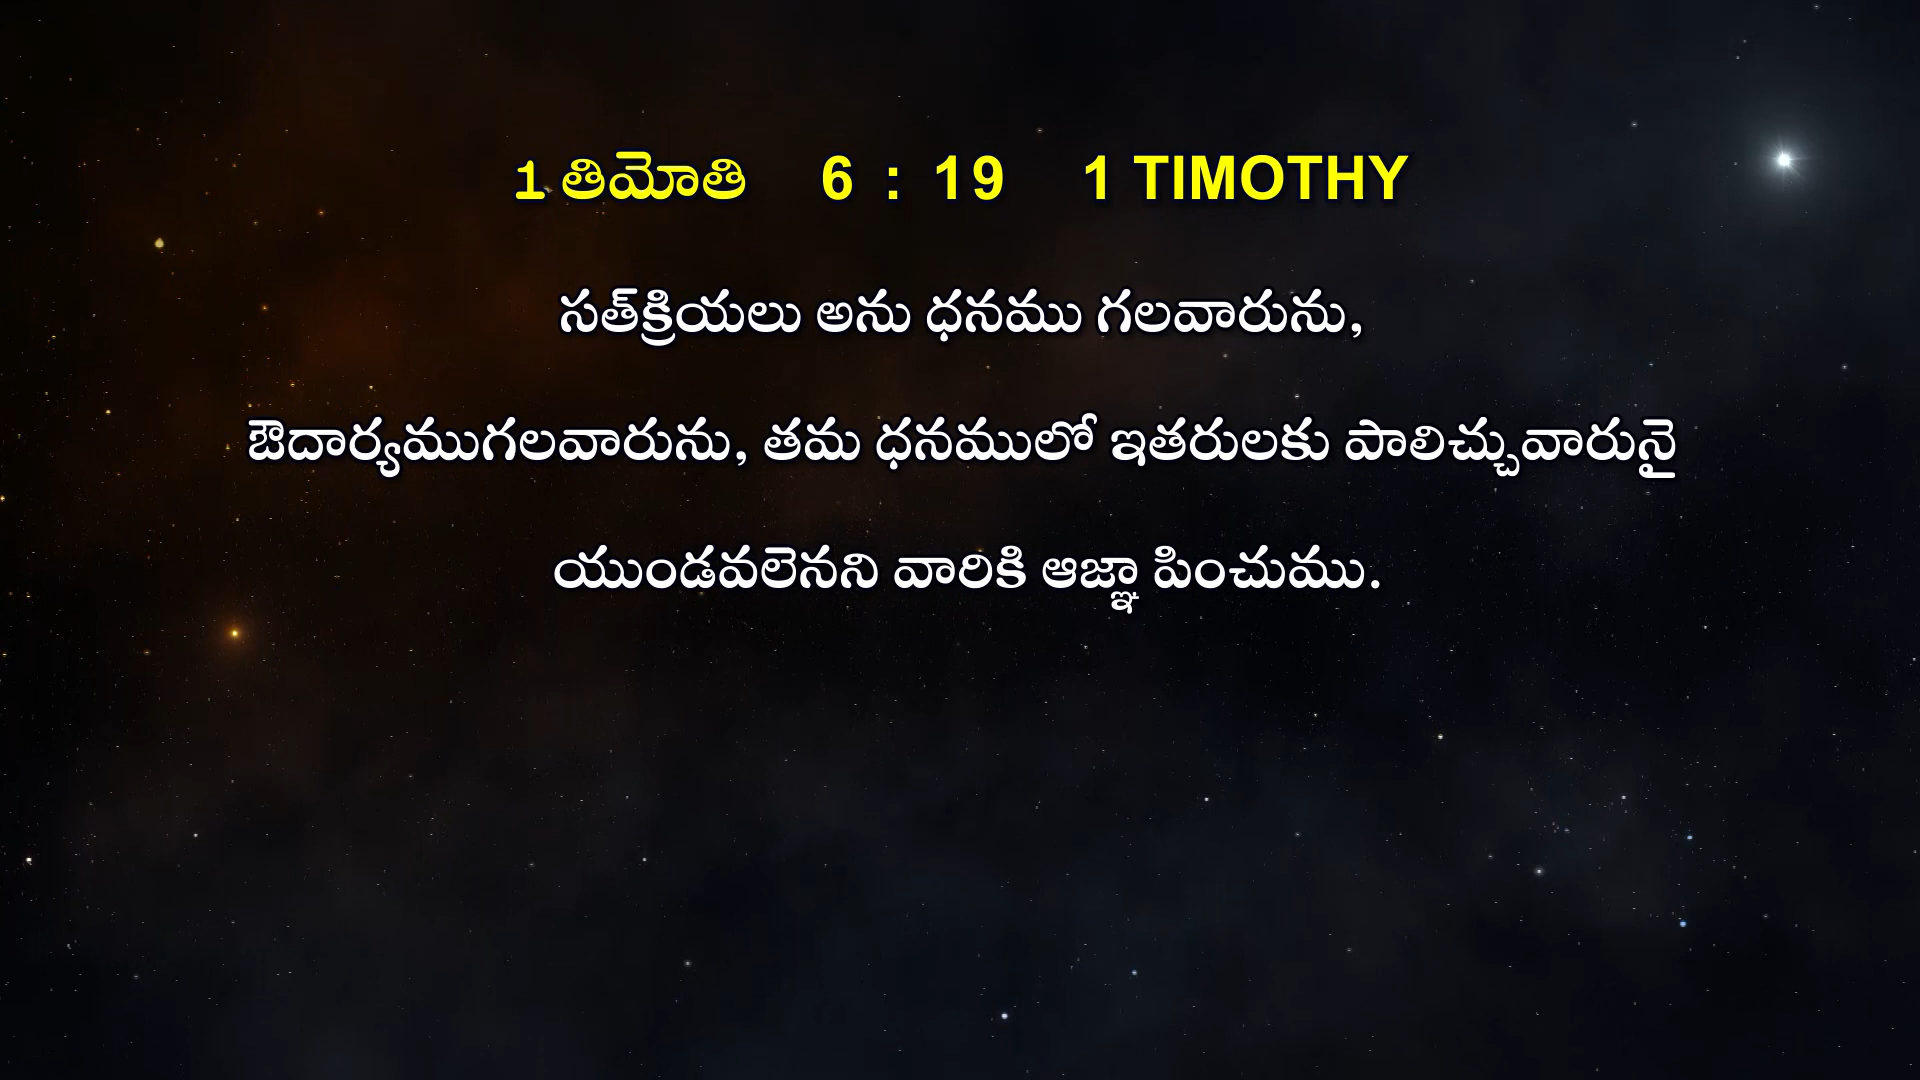 1 తిమోతి 6 : 19 1 TIMOTHY
సత్‌క్రియలు అను ధనము గలవారును,
ఔదార్యముగలవారును, తమ ధనములో ఇతరులకు పాలిచ్చువారునై
యుండవలెనని వారికి ఆజ్ఞా పించుము.